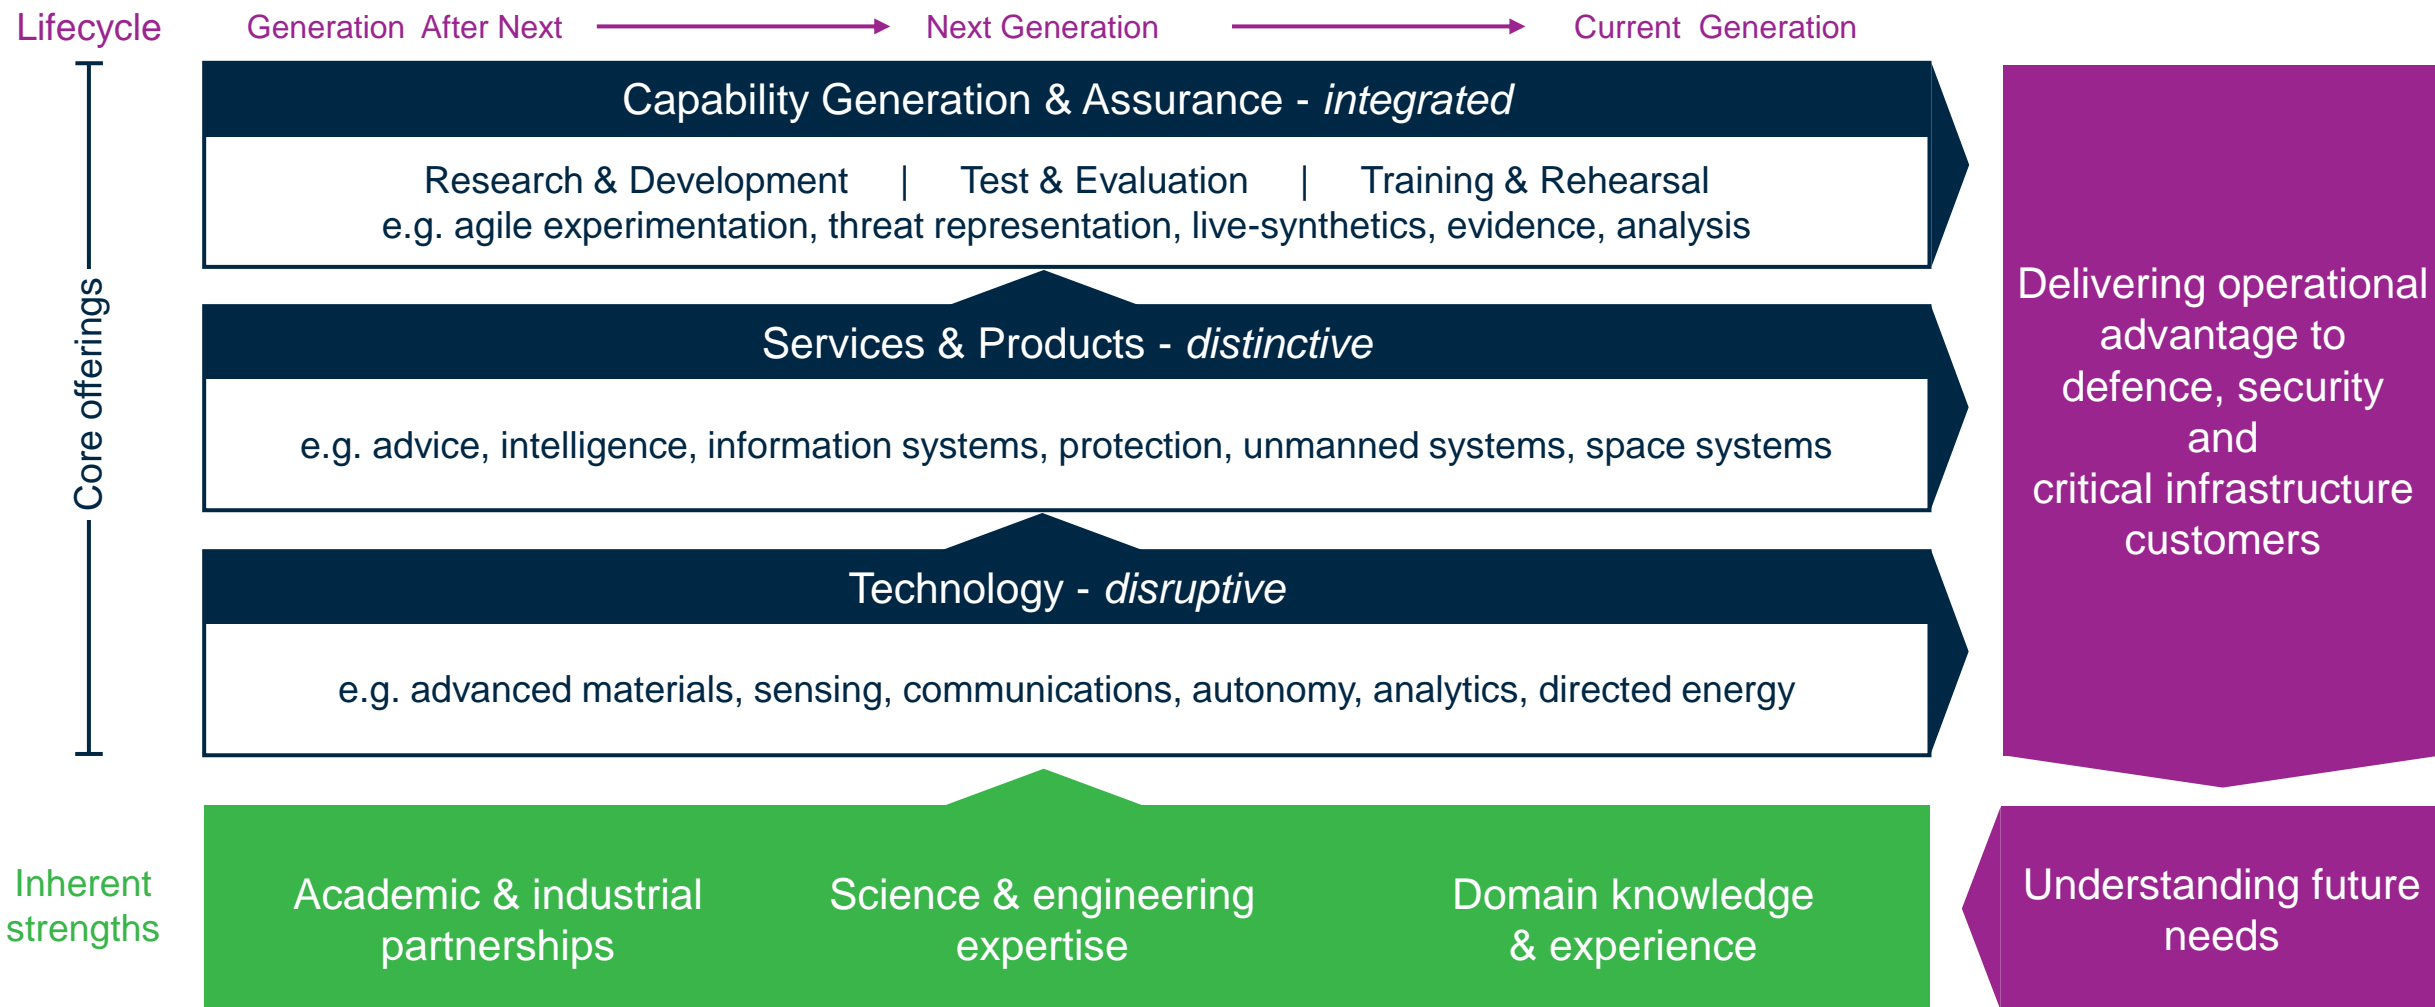 Lifecycle
Generation After Next
Next Generation
Current Generation
Core offerings
Capability Generation & Assurance - integrated
Research & Development | Test & Evaluation | Training & Rehearsal
e.g. agile experimentation, threat representation, live-synthetics, evidence, analysis
Services & Products - distinctive
e.g. advice, intelligence, information systems, protection, unmanned systems, space systems
Technology - disruptive
e.g. advanced materials, sensing, communications, autonomy, analytics, directed energy
Delivering operational
advantage to
defence, security
and
critical infrastructure
customers
Inherent
strengths
Academic & industrial
partnerships
Science & engineering
expertise
Domain knowledge
& experience
Understanding future
needs